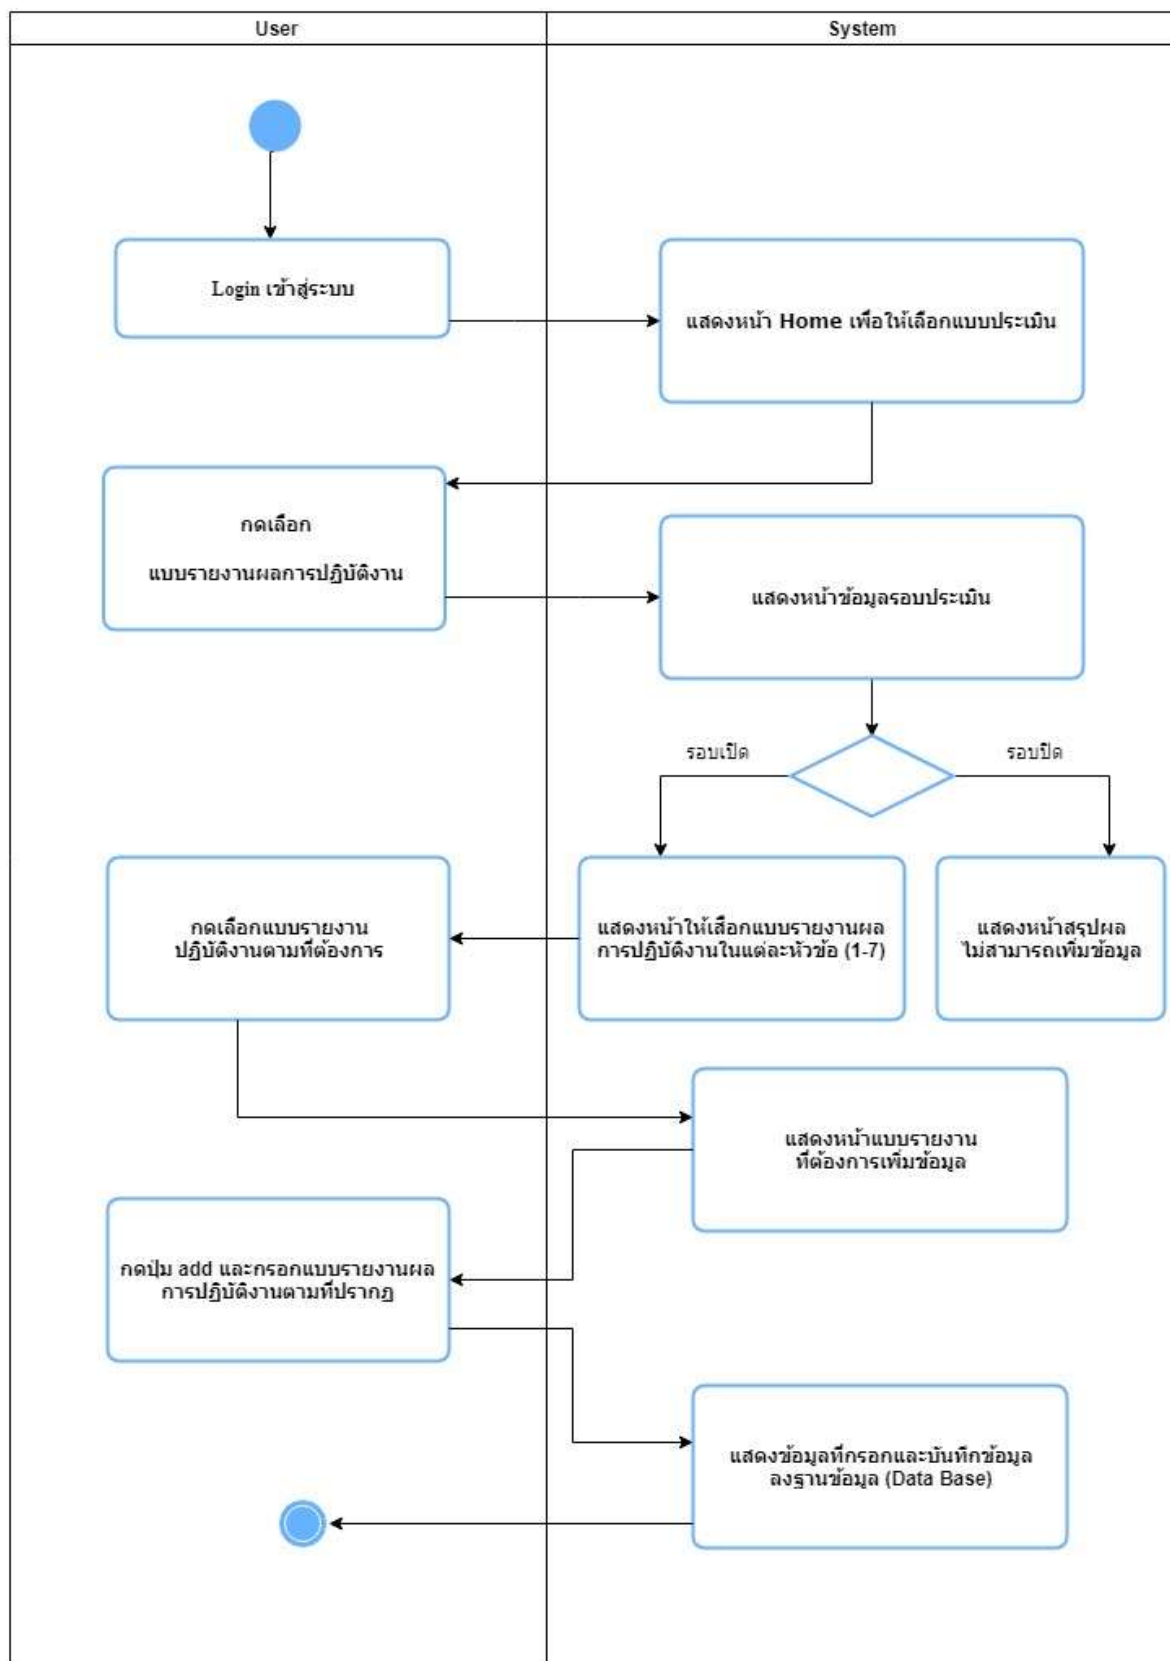 User
System
Login เข้าสู่ระบบ
แสดงหน้า Home เพื่อให้เลือกแบบประเมิน
กดเลือก
แบบรายงานผลการปฏิบัติงาน
แสดงหน้าข้อมูลรอบประเมิน
รอบเปิด
รอบปิด
กดเลือกแบบรายงาน
ปฏิบัติงานตามที่ต้องการ
แสดงหน้าให้เสือกแบบรายงานผล
การปฏิบัติงานในแต่ละหัวข้อ (1-7)
แสดงหน้าสรุปผล
ไม่สามารถเพิ่มข้อมูล
แสดงหน้าแบบรายงาน
ที่ต้องการเพิ่มข้อมูล
กดปุ่ม add และกรอกแบบรายงานผล
การปฏิบัติงานตามที่ปรากฏ
แสดงข้อมูลที่กรอกและบันทึกข้อมูล
ลงฐานข้อมูล (Data Base)